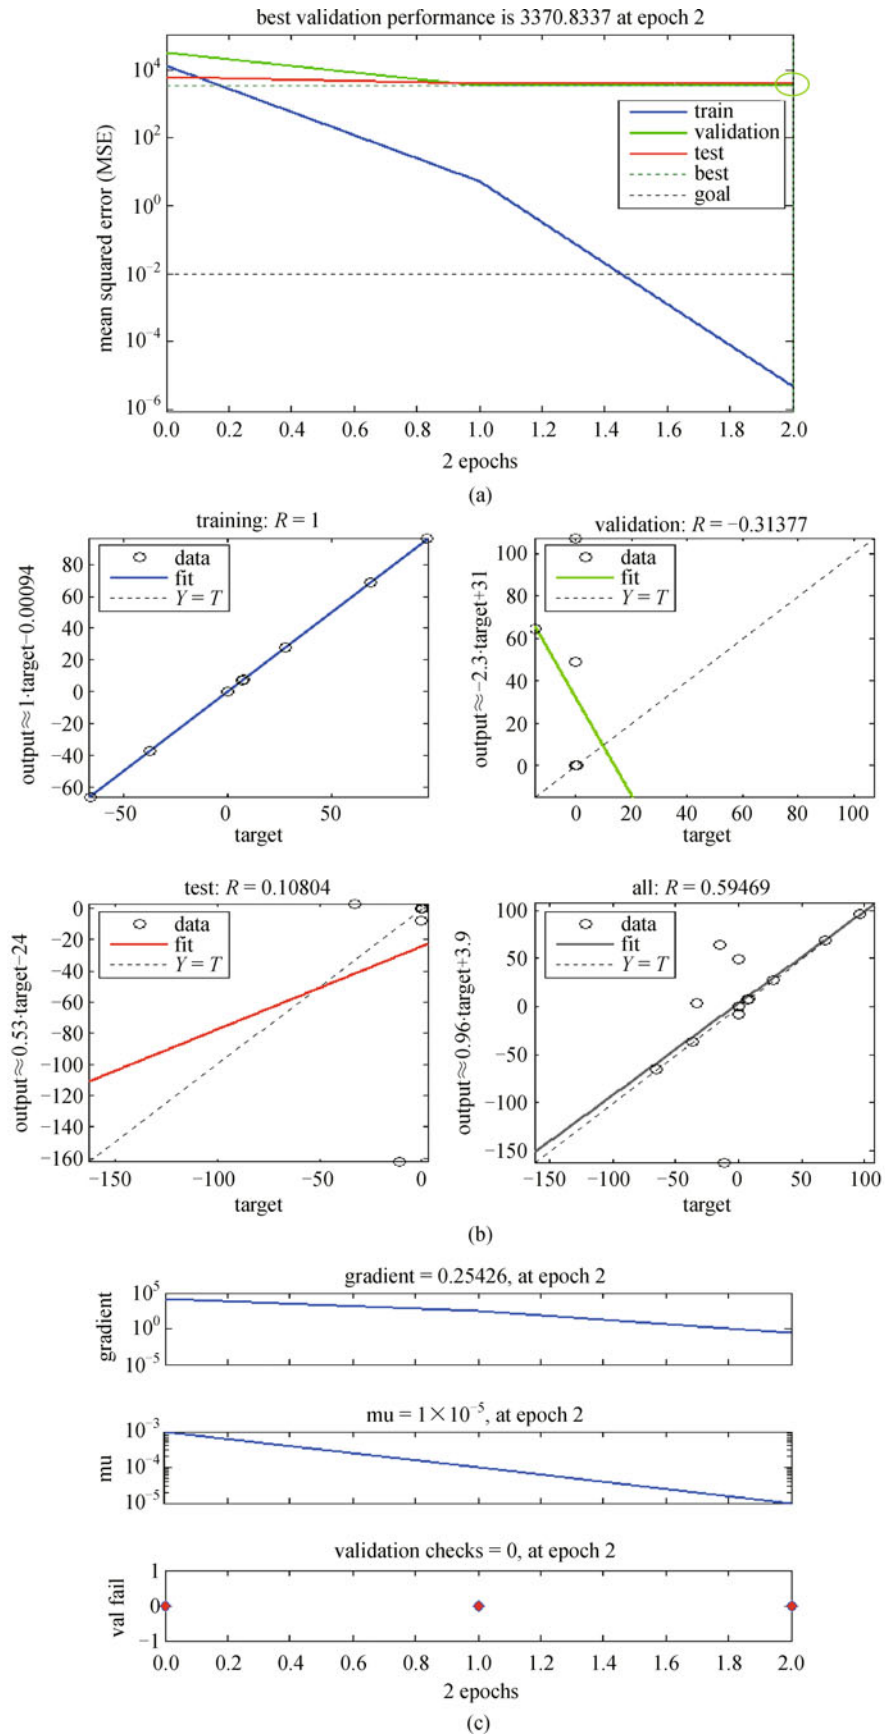 best validation performance is 3370.8337 at epoch 2
mean squared error (MSE)
10^4
10^2
10^0
10^−2
10^−4
10^−6
train
validation
test
best
goal
0.0 0.2 0.4 0.6 0.8 1.0 1.2 1.4 1.6 1.8 2.0
2 epochs
(a)
training: R = 1
output≈1·target−0.00094
80
60
40
20
0
−20
−40
−60
data
fit
Y = T
−50 0 50
target
validation: R = −0.31377
output≈−2.3·target+31
100
80
60
40
20
0
data
fit
Y = T
0 20 40 60 80 100
target
test: R = 0.10804
output≈0.53·target−24
0
−20
−40
−60
−80
−100
−120
−140
−160
data
fit
Y = T
−150 −100 −50 0
target
all: R = 0.59469
output≈0.96·target+3.9
100
50
0
−50
−100
−150
data
fit
Y = T
−150 −100 −50 0 50 100
target
(b)
gradient = 0.25426, at epoch 2
gradient
10^5
10^0
10^−5
mu = 1×10^−5, at epoch 2
mu
10^−3
10^−4
10^−5
validation checks = 0, at epoch 2
val fail
1
0
−1
0.0 0.2 0.4 0.6 0.8 1.0 1.2 1.4 1.6 1.8 2.0
2 epochs
(c)